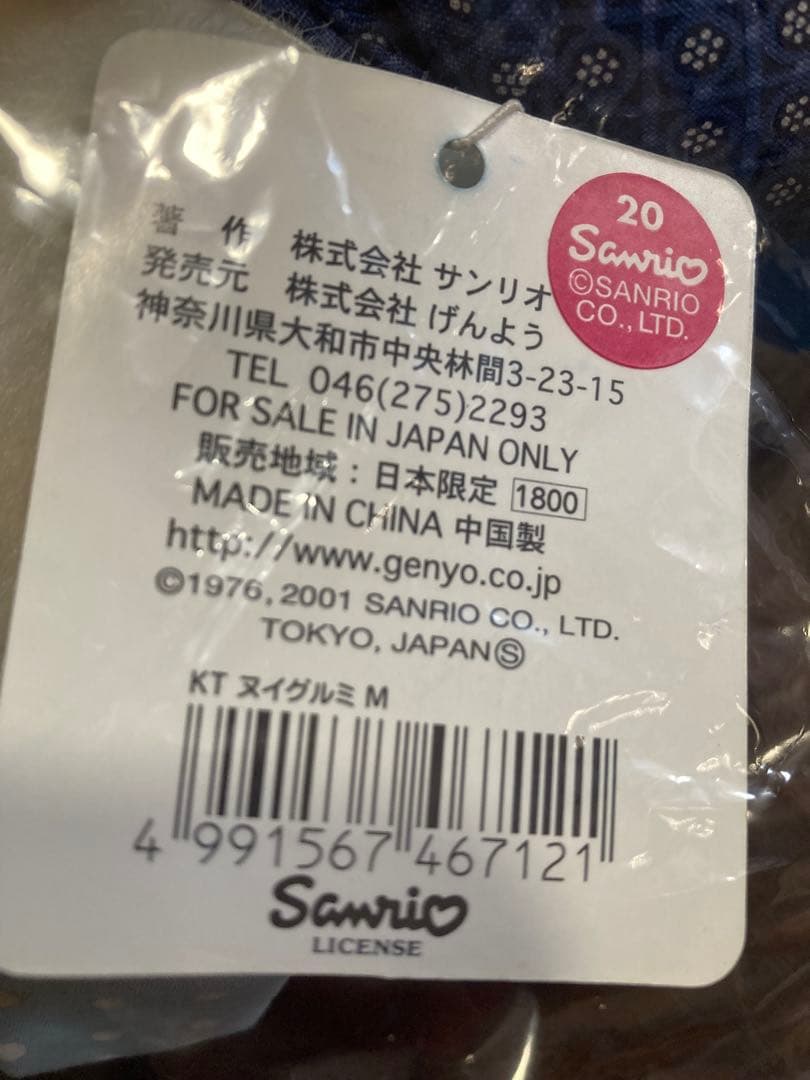 20
Sanrio
©SANRIO
CO., LTD.
著 作 株式会社 サンリオ
発売元 株式会社 げんよう
神奈川県大和市中央林間3-23-15
TEL 046(275)2293
FOR SALE IN JAPAN ONLY
販売地域：日本限定 1800
MADE IN CHINA 中国製
http://www.genyo.co.jp
©1976, 2001 SANRIO CO., LTD.
TOKYO, JAPAN Ⓢ
KT ヌイグルミ M
4 991567 467121
Sanrio
LICENSE